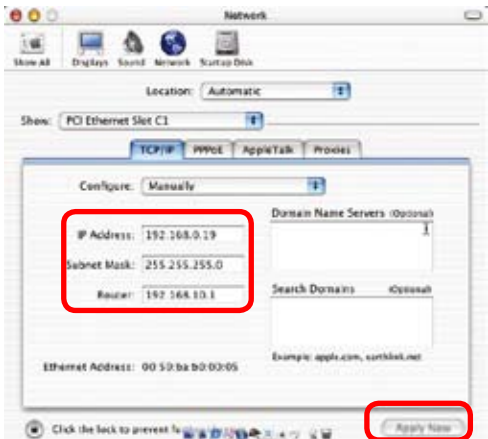 Network
Show All Displays Sound Network Startup Disk
Location: Automatic
Show: PCI Ethernet Slot C1
TCP/IP PPPoE AppleTalk Proxies
Configure: Manually
Domain Name Servers (Optional)
IP Address: 192.168.0.19
Subnet Mask: 255.255.255.0
Router: 192.168.10.1
Search Domains (Optional)
Example: apple.com, earthlink.net
Ethernet Address: 00 50:ba b0:00:05
Click the lock to prevent
Apply Now